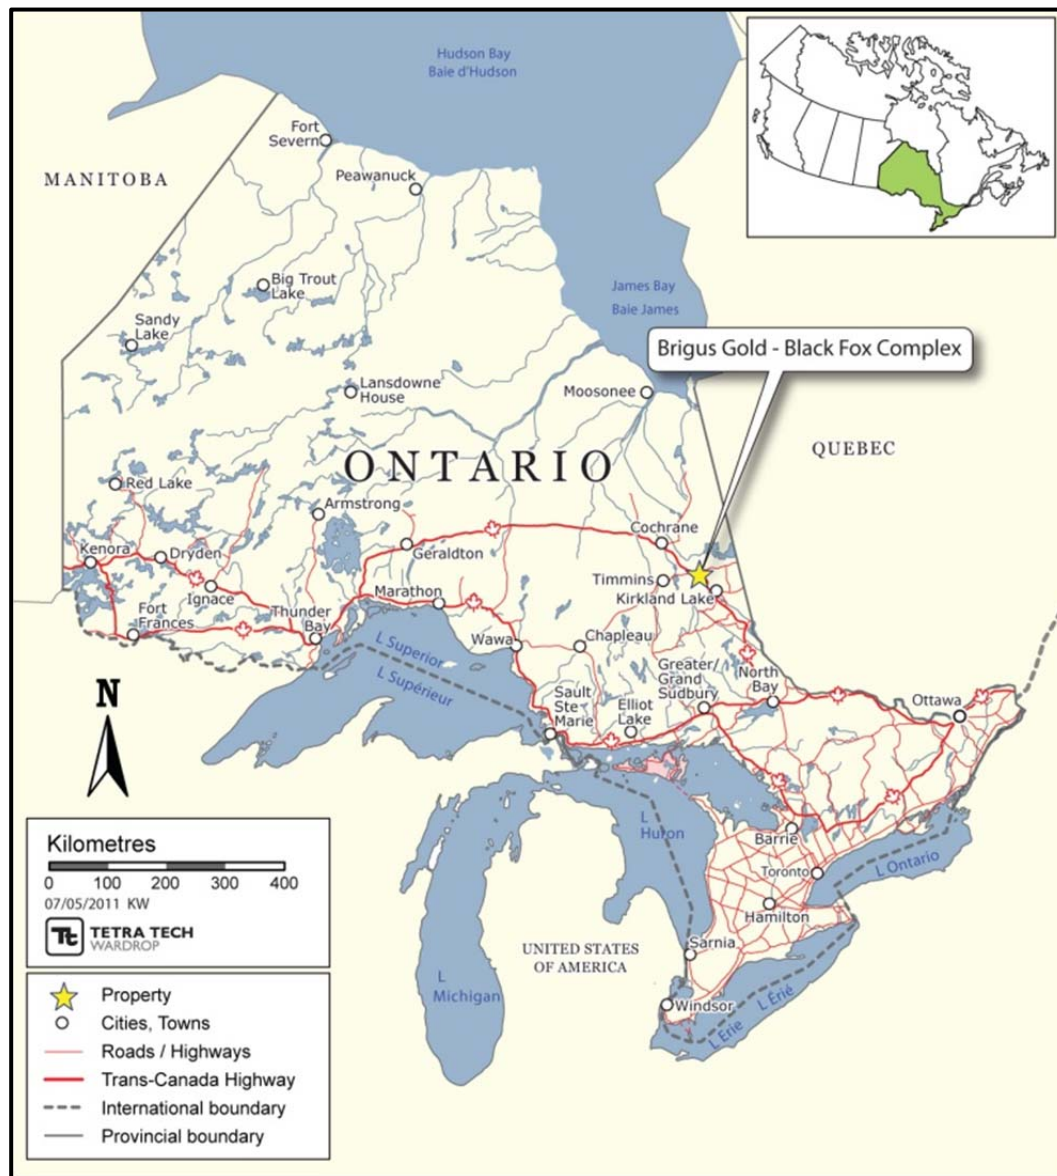 Hudson Bay
Baie d'Hudson
Fort
Severn
MANITOBA
Peawanuck
Big Trout
Lake
James Bay
Baie James
Sandy
Lake
Brigus Gold - Black Fox Complex
Lansdowne
House
Moosonee
QUEBEC
ONTARIO
Red Lake
Armstrong
Cochrane
Kenora
Dryden
Geraldton
Timmins
Ignace
Marathon
Kirkland Lake
Fort
Frances
Thunder
Bay
Wawa
Chapleau
L Superior
L Supérieur
Greater/
Grand
Sudbury
North
Bay
Sault
Ste
Marie
Elliot
Lake
Ottawa
N
L
Huron
Barrie
Kilometres
0 100 200 300 400
07/05/2011 KW
Tt TETRA TECH
WARDROP
Toronto
L Ontario
Hamilton
UNITED STATES
OF AMERICA
Sarnia
L
Michigan
Windsor
L Erie
L Érié
Property
Cities, Towns
Roads / Highways
Trans-Canada Highway
International boundary
Provincial boundary